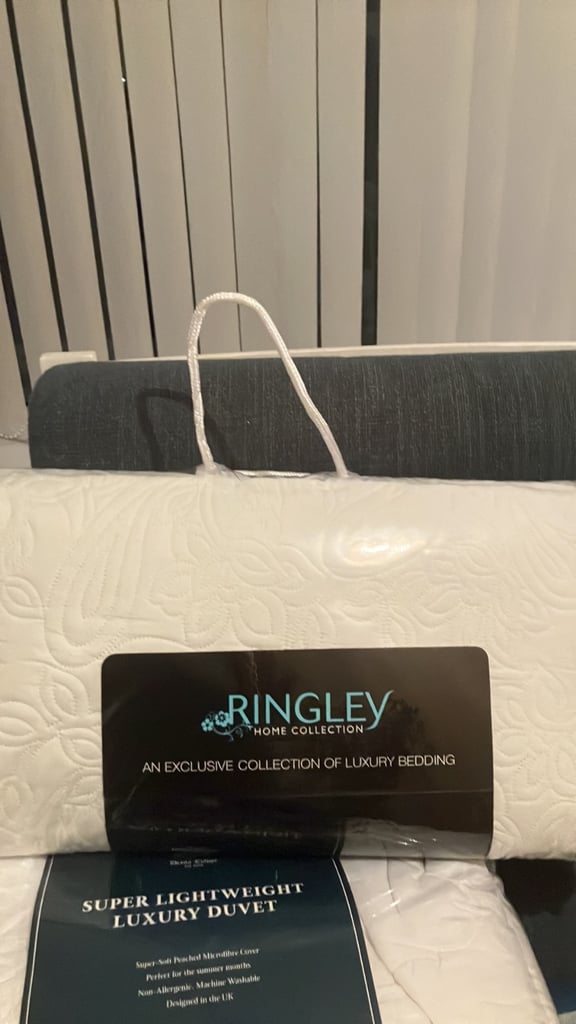 RINGLEY
HOME COLLECTION
AN EXCLUSIVE COLLECTION OF LUXURY BEDDING
SUPER LIGHTWEIGHT
LUXURY DUVET
Super-Soft Peached Microfibre Cover
Perfect for the summer months
Non-Allergenic. Machine Washable
Designed in the UK